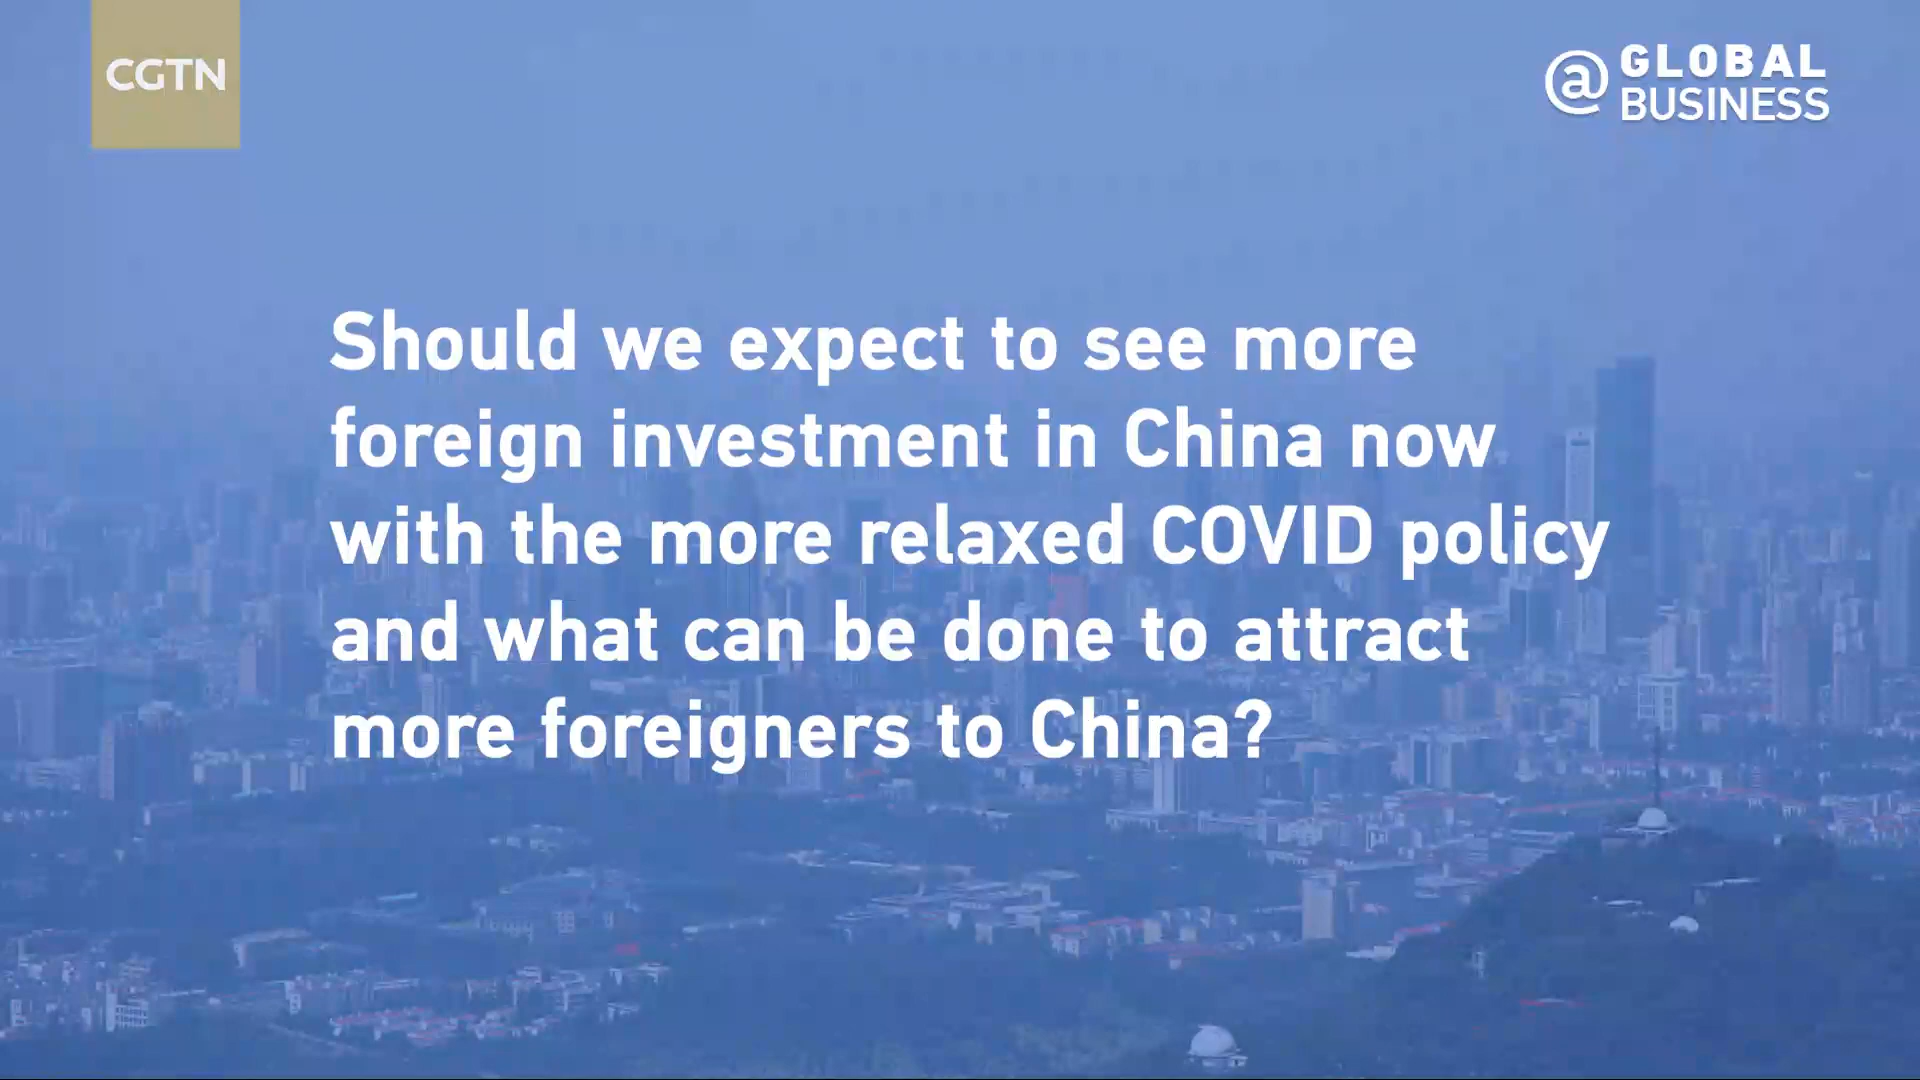 CGTN
@ GLOBAL
BUSINESS
Should we expect to see more
foreign investment in China now
with the more relaxed COVID policy
and what can be done to attract
more foreigners to China?